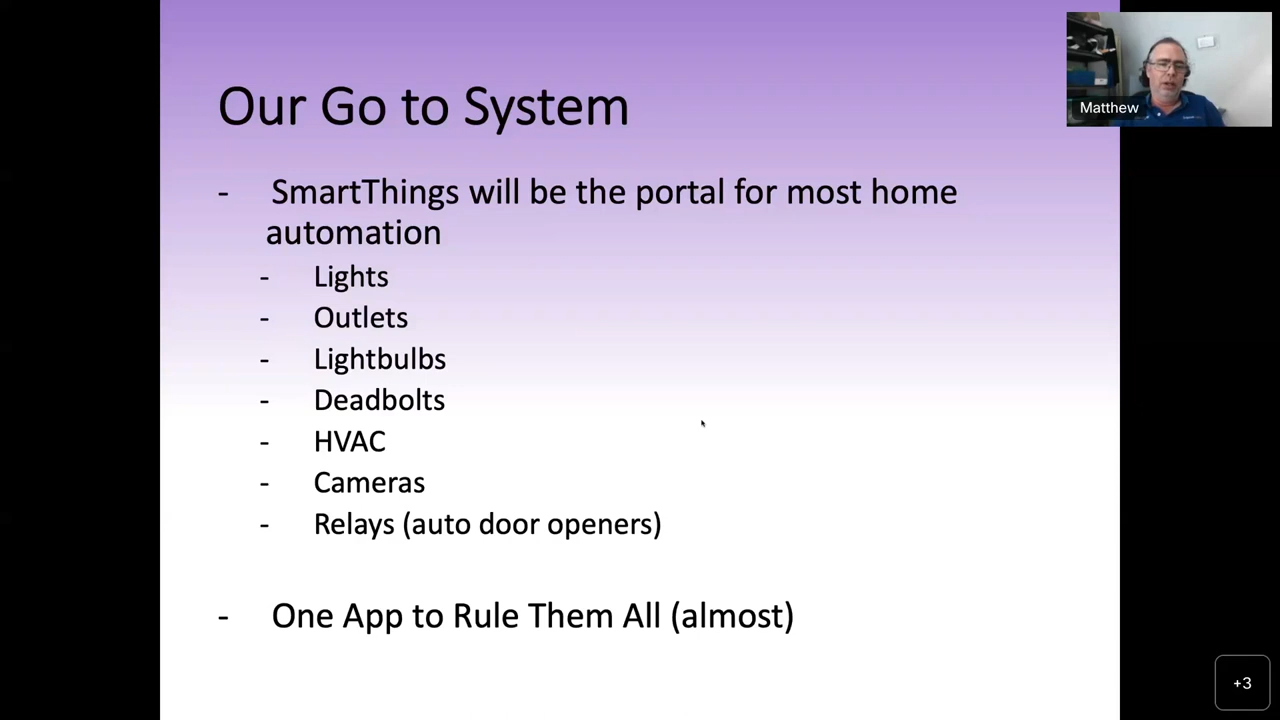 Our Go to System
- SmartThings will be the portal for most home
automation
- Lights
- Outlets
- Lightbulbs
- Deadbolts
- HVAC
- Cameras
- Relays (auto door openers)
- One App to Rule Them All (almost)
Matthew
+3